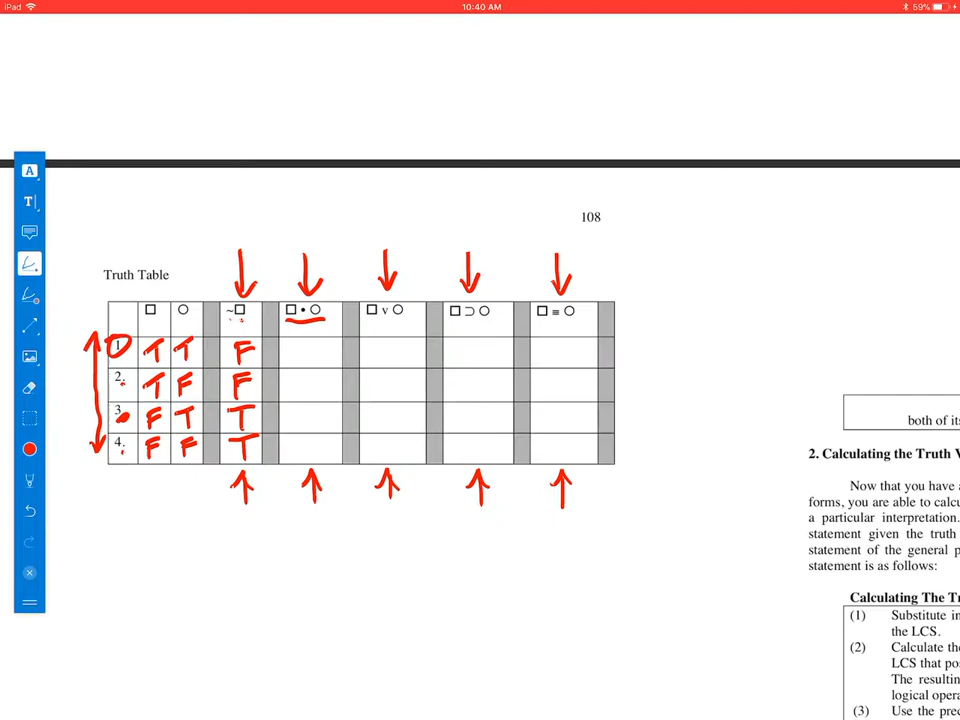 iPad 10:40 AM 59%
108
Truth Table
□ ○ ~□ □ • ○ □ v ○ □ ⊃ ○ □ ≡ ○
1 T T F
2. T F F
3 F T T
4. F F T
both of its
2. Calculating the Truth V
Now that you have a
forms, you are able to calcu
a particular interpretation.
statement given the truth
statement of the general p
statement is as follows:
Calculating The Tr
(1) Substitute in
the LCS.
(2) Calculate the
LCS that po
The resulting
logical opera
(3) Use the prec
A
T